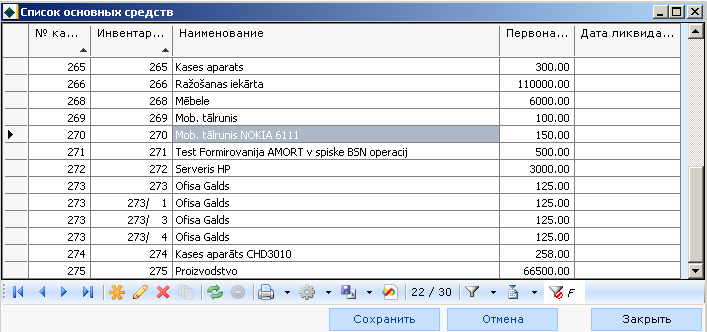 Список основных средств
№ ка... Инвентар... Наименование Первона... Дата ликвида...
265 265 Kases aparats 300.00
266 266 Ražošanas iekārta 110000.00
268 268 Mēbele 6000.00
269 269 Mob. tālrunis 100.00
270 270 Mob. tālrunis NOKIA 6111 150.00
271 271 Test Formirovanija AMORT v spiske BSN operacij 500.00
272 272 Serveris HP 3000.00
273 273 Ofisa Galds 125.00
273 273/ 1 Ofisa Galds 125.00
273 273/ 3 Ofisa Galds 125.00
273 273/ 4 Ofisa Galds 125.00
274 274 Kases aparāts CHD3010 258.00
275 275 Proizvodstvo 66500.00
22 / 30 F
Сохранить Отмена Закрыть